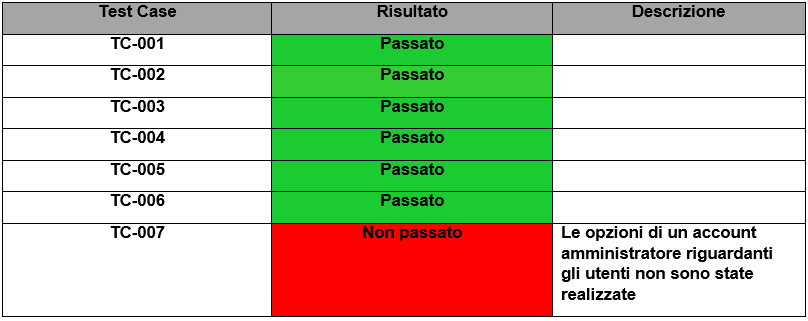 Test Case Risultato Descrizione
TC-001 Passato
TC-002 Passato
TC-003 Passato
TC-004 Passato
TC-005 Passato
TC-006 Passato
TC-007 Non passato Le opzioni di un account
amministratore riguardanti
gli utenti non sono state
realizzate